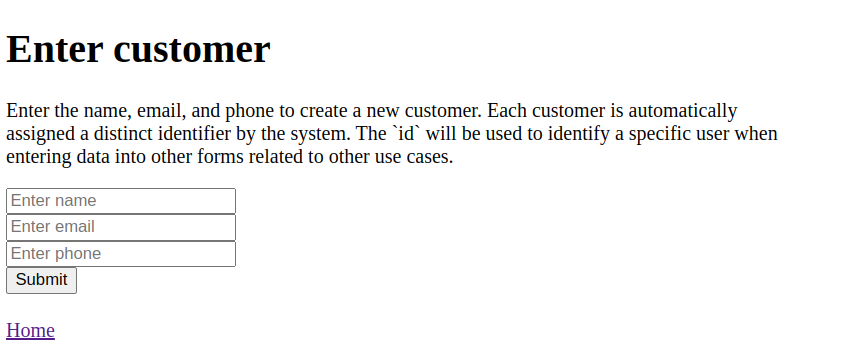 Enter customer
Enter the name, email, and phone to create a new customer. Each customer is automatically
assigned a distinct identifier by the system. The `id` will be used to identify a specific user when
entering data into other forms related to other use cases.
Enter name
Enter email
Enter phone
Submit
Home